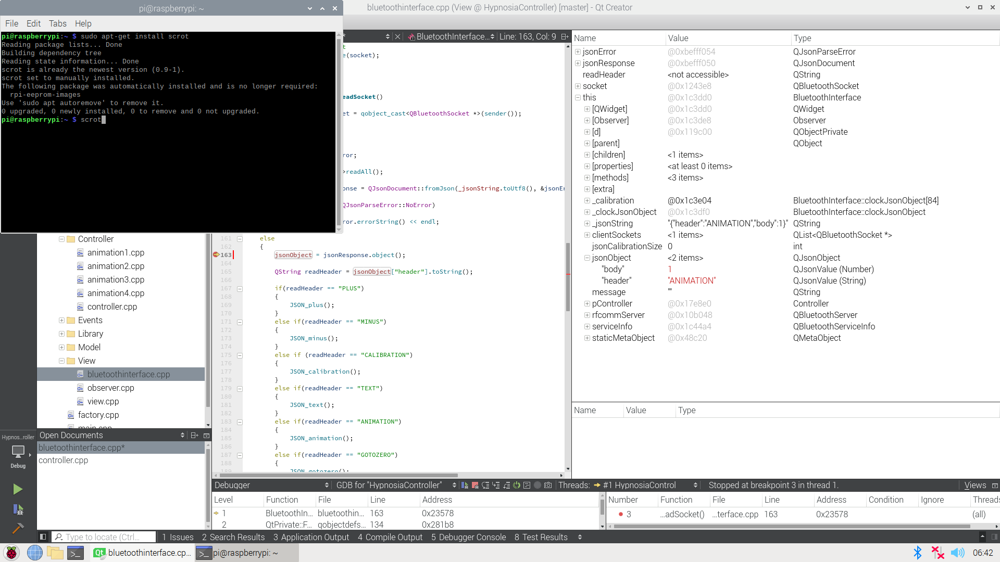 pi@raspberrypi: ~
bluetoothinterface.cpp (View @ HypnosiaController) [master] - Qt Creator
File Edit Tabs Help
pi@raspberrypi:~ $ sudo apt-get install scrot
Reading package lists... Done
Building dependency tree
Reading state information... Done
scrot is already the newest version (0.9-1).
scrot set to manually installed.
The following package was automatically installed and is no longer required:
rpi-eeprom-images
Use 'sudo apt autoremove' to remove it.
0 upgraded, 0 newly installed, 0 to remove and 0 not upgraded.
pi@raspberrypi:~ $ scrot
BluetoothInterface... Line: 163, Col: 9
e(socket);
eadSocket()
et = qobject_cast<QBluetoothSocket *>(sender());
ror;
>readAll();
onse = QJsonDocument::fromJson(_jsonString.toUtf8(), &jsonEr
QJsonParseError::NoError)
ror.errorString() << endl;
161 else
162 {
163 jsonObject = jsonResponse.object();
164
165 QString readHeader = jsonObject["header"].toString();
166
167 if(readHeader == "PLUS")
168 {
169 JSON_plus();
170 }
171 else if(readHeader == "MINUS")
172 {
173 JSON_minus();
174 }
175 else if (readHeader == "CALIBRATION")
176 {
177 JSON_calibration();
178 }
179 else if(readHeader == "TEXT")
180 {
181 JSON_text();
182 }
183 else if(readHeader == "ANIMATION")
184 {
185 JSON_animation();
186 }
187 else if(readHeader == "GOTOZERO")
188 {
189 JSON_gotozero();
Name Value Type
jsonError @0xbefff054 QJsonParseError
jsonResponse @0xbefff050 QJsonDocument
readHeader <not accessible> QString
socket @0x1243e8 QBluetoothSocket
this @0x1c3dd0 BluetoothInterface
[QWidget] @0x1c3dd0 QWidget
[Observer] @0x1c3de8 Observer
[d] @0x119c00 QObjectPrivate
[parent] QObject
[children] <1 items>
[properties] <at least 0 items>
[methods] <3 items>
[extra]
_calibration @0x1c3e04 BluetoothInterface::clockJsonObject[84]
_clockJsonObject @0x1c3df0 BluetoothInterface::clockJsonObject
_jsonString "{"header":"ANIMATION","body":1}" QString
clientSockets <1 items> QList<QBluetoothSocket *>
jsonCalibrationSize 0 int
jsonObject <2 items> QJsonObject
"body" 1 QJsonValue (Number)
"header" "ANIMATION" QJsonValue (String)
message "" QString
pController @0x17e8e0 Controller
rfcommServer @0x10b048 QBluetoothServer
serviceInfo @0x1c44a4 QBluetoothServiceInfo
staticMetaObject @0x48c20 QMetaObject
Name Value Type
Controller
animation1.cpp
animation2.cpp
animation3.cpp
animation4.cpp
controller.cpp
Events
Library
Model
View
bluetoothinterface.cpp
observer.cpp
view.cpp
factory.cpp
main.cpp
Hypnos...roller
Debug
Open Documents
bluetoothinterface.cpp*
controller.cpp
Debugger GDB for "HypnosiaController" Threads: #1 HypnosiaControl Stopped at breakpoint 3 in thread 1. Views
Level Function File Line Address
1 BluetoothIn... bluetoothin... 163 0x23578
2 QtPrivate::F... qobjectdefs... 134 0x281b8
Number Function File Line Address Condition Ignore Threads
3 ...adSocket() ...terface.cpp 163 0x23578 (all)
Type to locate (Ctrl... 1 Issues 2 Search Results 3 Application Output 4 Compile Output 5 Debugger Console 8 Test Results
Qt bluetoothinterface.cp... pi@raspberrypi: ~ 06:42